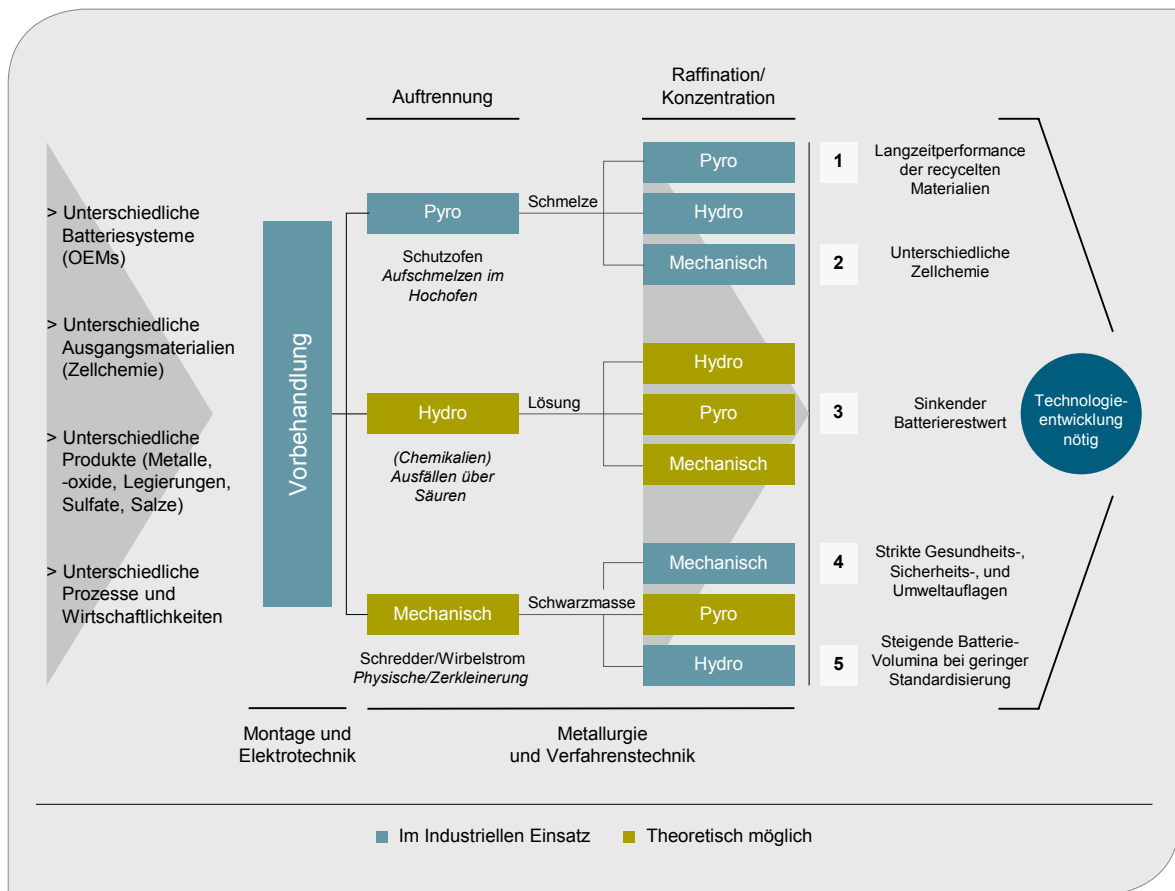 Auftrennung
Raffination/
Konzentration
> Unterschiedliche
Batteriesysteme
(OEMs)
> Unterschiedliche
Ausgangsmaterialien
(Zellchemie)
> Unterschiedliche
Produkte (Metalle,
-oxide, Legierungen,
Sulfate, Salze)
> Unterschiedliche
Prozesse und
Wirtschaftlichkeiten
Vorbehandlung
Pyro
Schutzofen
Aufschmelzen im
Hochofen
Schmelze
Pyro
Hydro
Mechanisch
Hydro
(Chemikalien)
Ausfällen über
Säuren
Lösung
Hydro
Pyro
Mechanisch
Mechanisch
Schredder/Wirbelstrom
Physische/Zerkleinerung
Schwarzmasse
Mechanisch
Pyro
Hydro
1
Langzeitperformance
der recycelten
Materialien
2
Unterschiedliche
Zellchemie
3
Sinkender
Batterierestwert
4
Strikte Gesundheits-,
Sicherheits-, und
Umweltauflagen
5
Steigende Batterie-
Volumina bei geringer
Standardisierung
Technologie-
entwicklung
nötig
Montage und
Elektrotechnik
Metallurgie
und Verfahrenstechnik
Im Industriellen Einsatz
Theoretisch möglich